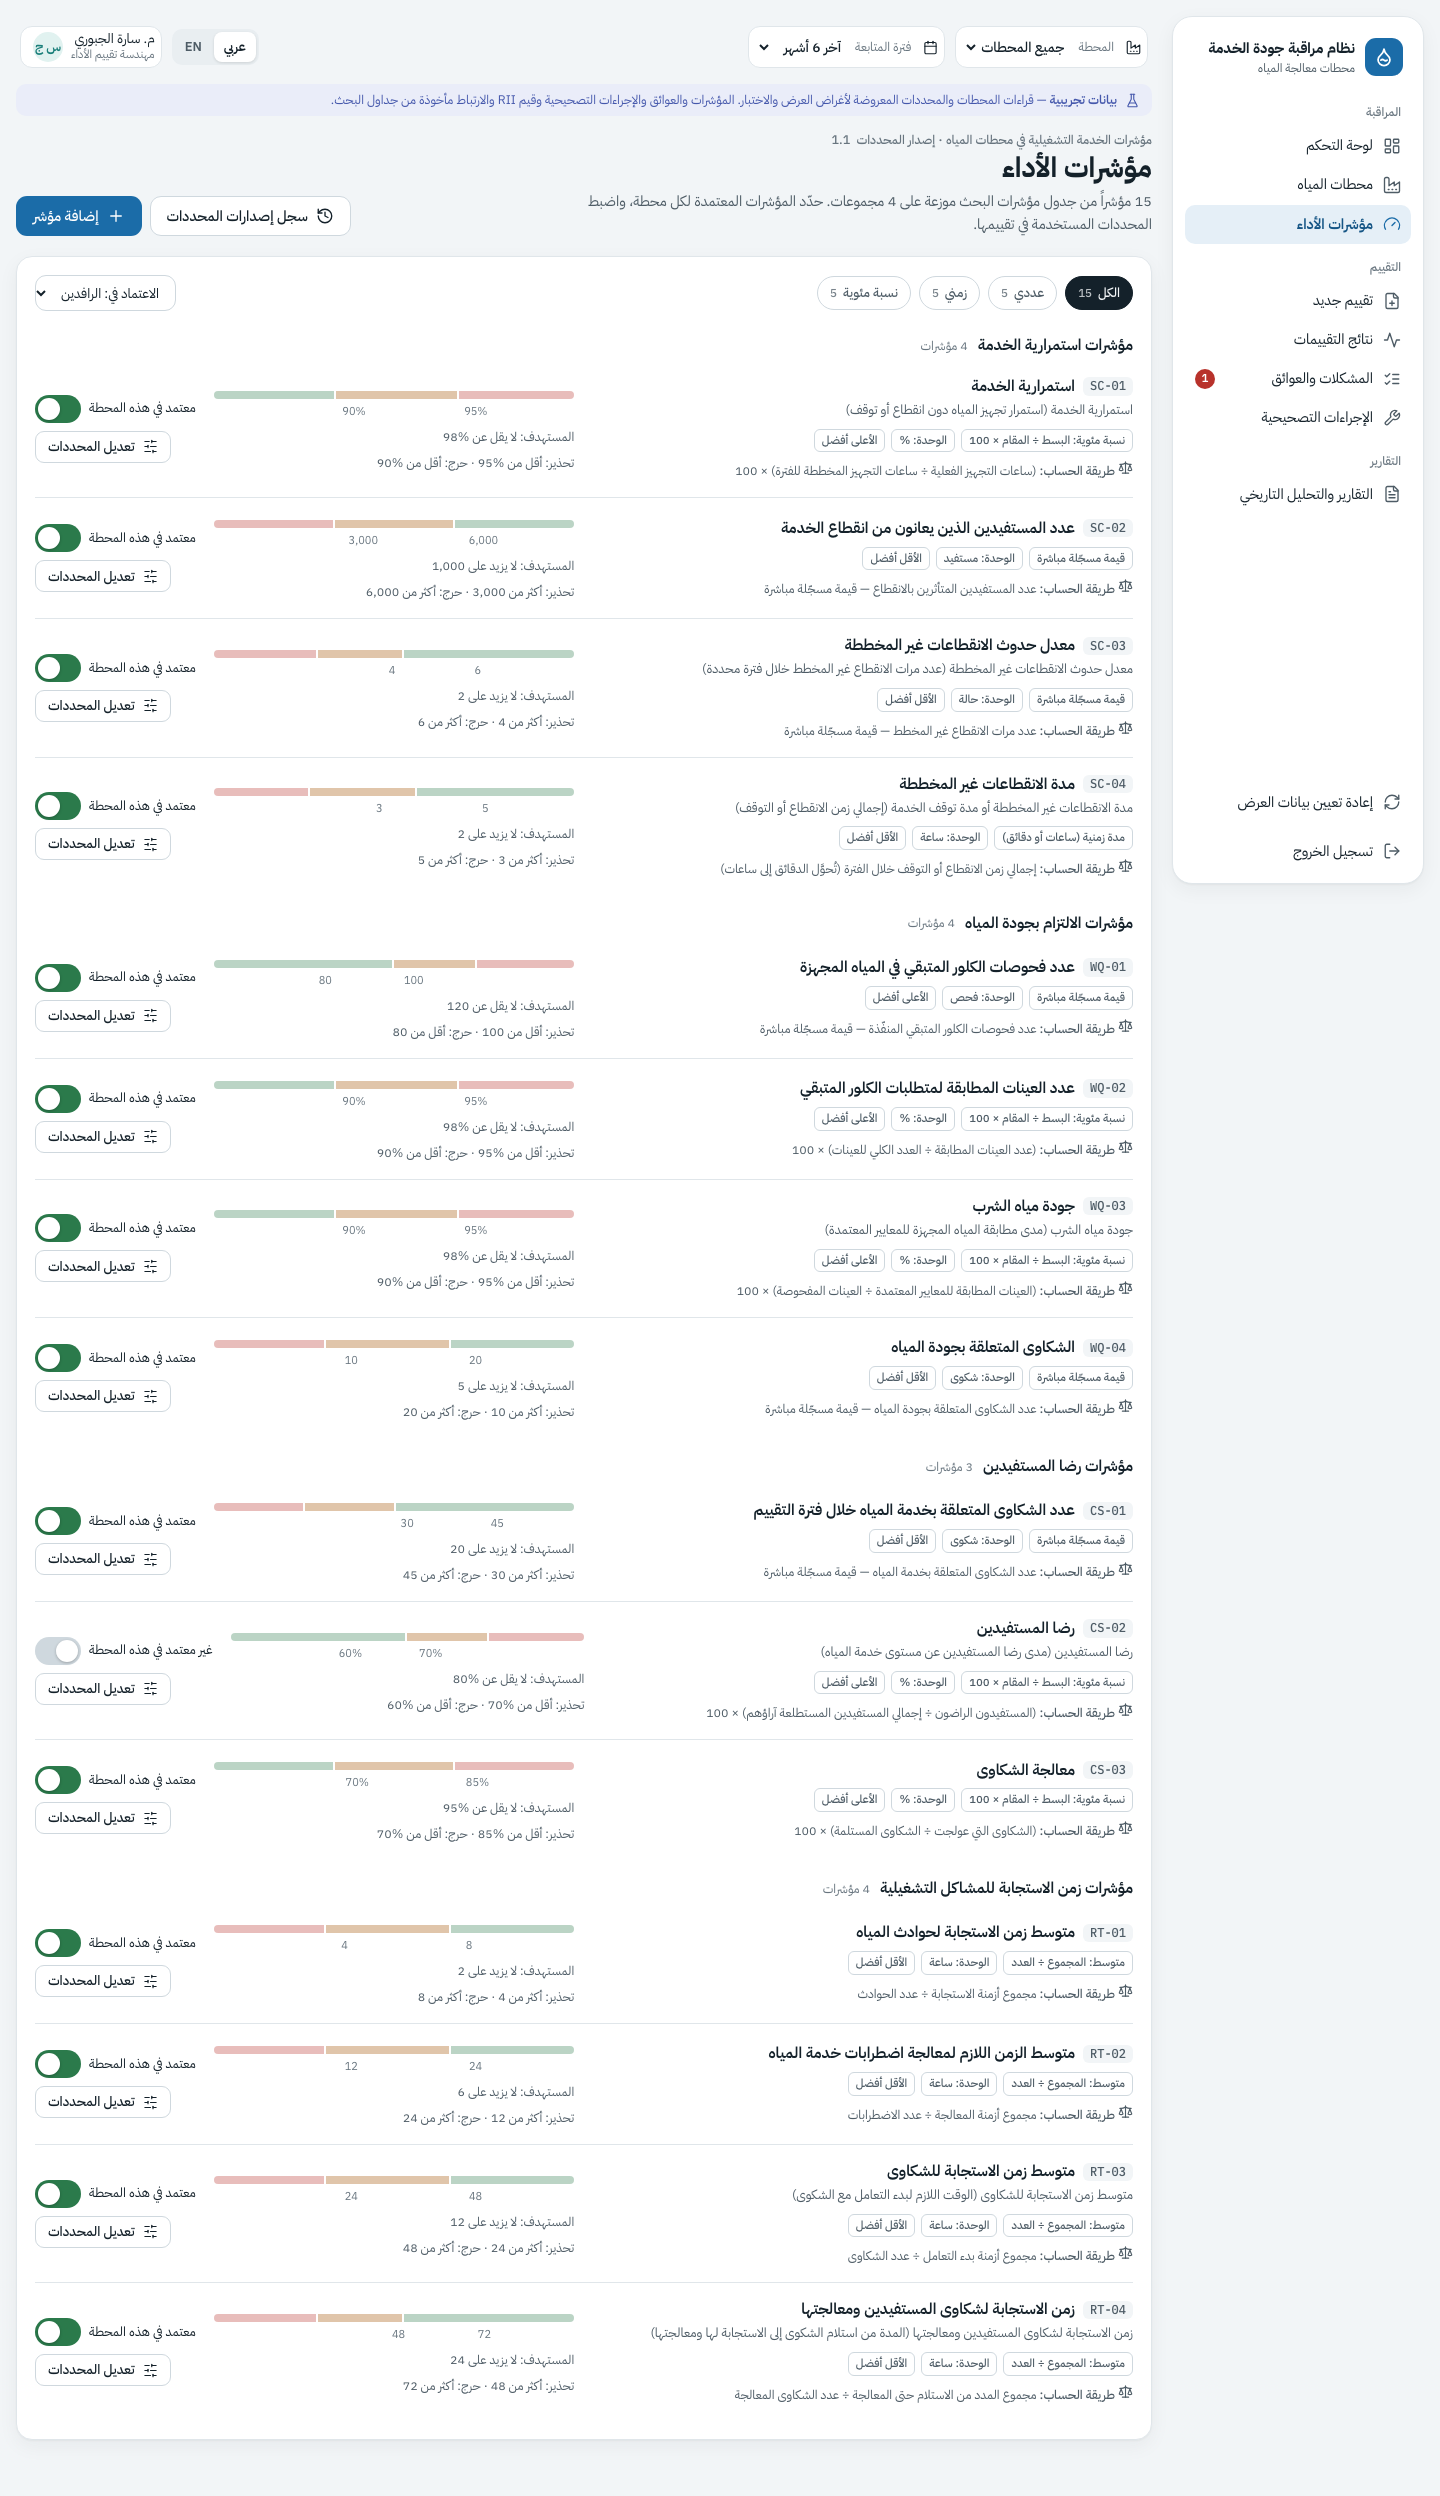 نظام مراقبة جودة الخدمة
محطات معالجة المياه
المراقبة
لوحة التحكم
محطات المياه
مؤشرات الأداء
التقييم
تقييم جديد
نتائج التقييمات
المشكلات والعوائق
1
الإجراءات التصحيحية
التقارير
التقارير والتحليل التاريخي
إعادة تعيين بيانات العرض
تسجيل الخروج
المحطة
جميع المحطات
فترة المتابعة
آخر 6 أشهر
عربي
EN
م. سارة الجبوري
مهندسة تقييم الأداء
س ج
بيانات تجريبية — قراءات المحطات والمحددات المعروضة لأغراض العرض والاختبار. المؤشرات والعوائق والإجراءات التصحيحية وقيم RII والارتباط مأخوذة من جداول البحث.
مؤشرات الخدمة التشغيلية في محطات المياه · إصدار المحددات 1.1
مؤشرات الأداء
15 مؤشراً من جدول مؤشرات البحث موزعة على 4 مجموعات. حدّد المؤشرات المعتمدة لكل محطة، واضبط
المحددات المستخدمة في تقييمها.
سجل إصدارات المحددات
إضافة مؤشر
الكل 15
عددي 5
زمني 5
نسبة مئوية 5
الاعتماد في: الرافدين
مؤشرات استمرارية الخدمة 4 مؤشرات
SC-01 استمرارية الخدمة
استمرارية الخدمة (استمرار تجهيز المياه دون انقطاع أو توقف)
نسبة مئوية: البسط ÷ المقام × 100
الوحدة: %
الأعلى أفضل
طريقة الحساب: (ساعات التجهيز الفعلية ÷ ساعات التجهيز المخططة للفترة) × 100
95% 90%
المستهدف: لا يقل عن 98%
تحذير: أقل من 95% · حرج: أقل من 90%
معتمد في هذه المحطة
تعديل المحددات
SC-02 عدد المستفيدين الذين يعانون من انقطاع الخدمة
قيمة مسجّلة مباشرة
الوحدة: مستفيد
الأقل أفضل
طريقة الحساب: عدد المستفيدين المتأثرين بالانقطاع — قيمة مسجّلة مباشرة
6,000 3,000
المستهدف: لا يزيد على 1,000
تحذير: أكثر من 3,000 · حرج: أكثر من 6,000
معتمد في هذه المحطة
تعديل المحددات
SC-03 معدل حدوث الانقطاعات غير المخططة
معدل حدوث الانقطاعات غير المخططة (عدد مرات الانقطاع غير المخطط خلال فترة محددة)
قيمة مسجّلة مباشرة
الوحدة: حالة
الأقل أفضل
طريقة الحساب: عدد مرات الانقطاع غير المخطط — قيمة مسجّلة مباشرة
6 4
المستهدف: لا يزيد على 2
تحذير: أكثر من 4 · حرج: أكثر من 6
معتمد في هذه المحطة
تعديل المحددات
SC-04 مدة الانقطاعات غير المخططة
مدة الانقطاعات غير المخططة أو مدة توقف الخدمة (إجمالي زمن الانقطاع أو التوقف)
مدة زمنية (ساعات أو دقائق)
الوحدة: ساعة
الأقل أفضل
طريقة الحساب: إجمالي زمن الانقطاع أو التوقف خلال الفترة (تُحوَّل الدقائق إلى ساعات)
5 3
المستهدف: لا يزيد على 2
تحذير: أكثر من 3 · حرج: أكثر من 5
معتمد في هذه المحطة
تعديل المحددات
مؤشرات الالتزام بجودة المياه 4 مؤشرات
WQ-01 عدد فحوصات الكلور المتبقي في المياه المجهزة
قيمة مسجّلة مباشرة
الوحدة: فحص
الأعلى أفضل
طريقة الحساب: عدد فحوصات الكلور المتبقي المنفّذة — قيمة مسجّلة مباشرة
100 80
المستهدف: لا يقل عن 120
تحذير: أقل من 100 · حرج: أقل من 80
معتمد في هذه المحطة
تعديل المحددات
WQ-02 عدد العينات المطابقة لمتطلبات الكلور المتبقي
نسبة مئوية: البسط ÷ المقام × 100
الوحدة: %
الأعلى أفضل
طريقة الحساب: (عدد العينات المطابقة ÷ العدد الكلي للعينات) × 100
95% 90%
المستهدف: لا يقل عن 98%
تحذير: أقل من 95% · حرج: أقل من 90%
معتمد في هذه المحطة
تعديل المحددات
WQ-03 جودة مياه الشرب
جودة مياه الشرب (مدى مطابقة المياه المجهزة للمعايير المعتمدة)
نسبة مئوية: البسط ÷ المقام × 100
الوحدة: %
الأعلى أفضل
طريقة الحساب: (العينات المطابقة للمعايير المعتمدة ÷ العينات المفحوصة) × 100
95% 90%
المستهدف: لا يقل عن 98%
تحذير: أقل من 95% · حرج: أقل من 90%
معتمد في هذه المحطة
تعديل المحددات
WQ-04 الشكاوى المتعلقة بجودة المياه
قيمة مسجّلة مباشرة
الوحدة: شكوى
الأقل أفضل
طريقة الحساب: عدد الشكاوى المتعلقة بجودة المياه — قيمة مسجّلة مباشرة
20 10
المستهدف: لا يزيد على 5
تحذير: أكثر من 10 · حرج: أكثر من 20
معتمد في هذه المحطة
تعديل المحددات
مؤشرات رضا المستفيدين 3 مؤشرات
CS-01 عدد الشكاوى المتعلقة بخدمة المياه خلال فترة التقييم
قيمة مسجّلة مباشرة
الوحدة: شكوى
الأقل أفضل
طريقة الحساب: عدد الشكاوى المتعلقة بخدمة المياه — قيمة مسجّلة مباشرة
45 30
المستهدف: لا يزيد على 20
تحذير: أكثر من 30 · حرج: أكثر من 45
معتمد في هذه المحطة
تعديل المحددات
CS-02 رضا المستفيدين
رضا المستفيدين (مدى رضا المستفيدين عن مستوى خدمة المياه)
نسبة مئوية: البسط ÷ المقام × 100
الوحدة: %
الأعلى أفضل
طريقة الحساب: (المستفيدون الراضون ÷ إجمالي المستفيدين المستطلعة آراؤهم) × 100
70% 60%
المستهدف: لا يقل عن 80%
تحذير: أقل من 70% · حرج: أقل من 60%
غير معتمد في هذه المحطة
تعديل المحددات
CS-03 معالجة الشكاوى
نسبة مئوية: البسط ÷ المقام × 100
الوحدة: %
الأعلى أفضل
طريقة الحساب: (الشكاوى التي عولجت ÷ الشكاوى المستلمة) × 100
85% 70%
المستهدف: لا يقل عن 95%
تحذير: أقل من 85% · حرج: أقل من 70%
معتمد في هذه المحطة
تعديل المحددات
مؤشرات زمن الاستجابة للمشاكل التشغيلية 4 مؤشرات
RT-01 متوسط زمن الاستجابة لحوادث المياه
متوسط: المجموع ÷ العدد
الوحدة: ساعة
الأقل أفضل
طريقة الحساب: مجموع أزمنة الاستجابة ÷ عدد الحوادث
8 4
المستهدف: لا يزيد على 2
تحذير: أكثر من 4 · حرج: أكثر من 8
معتمد في هذه المحطة
تعديل المحددات
RT-02 متوسط الزمن اللازم لمعالجة اضطرابات خدمة المياه
متوسط: المجموع ÷ العدد
الوحدة: ساعة
الأقل أفضل
طريقة الحساب: مجموع أزمنة المعالجة ÷ عدد الاضطرابات
24 12
المستهدف: لا يزيد على 6
تحذير: أكثر من 12 · حرج: أكثر من 24
معتمد في هذه المحطة
تعديل المحددات
RT-03 متوسط زمن الاستجابة للشكاوى
متوسط زمن الاستجابة للشكاوى (الوقت اللازم لبدء التعامل مع الشكوى)
متوسط: المجموع ÷ العدد
الوحدة: ساعة
الأقل أفضل
طريقة الحساب: مجموع أزمنة بدء التعامل ÷ عدد الشكاوى
48 24
المستهدف: لا يزيد على 12
تحذير: أكثر من 24 · حرج: أكثر من 48
معتمد في هذه المحطة
تعديل المحددات
RT-04 زمن الاستجابة لشكاوى المستفيدين ومعالجتها
زمن الاستجابة لشكاوى المستفيدين ومعالجتها (المدة من استلام الشكوى إلى الاستجابة لها ومعالجتها)
متوسط: المجموع ÷ العدد
الوحدة: ساعة
الأقل أفضل
طريقة الحساب: مجموع المدد من الاستلام حتى المعالجة ÷ عدد الشكاوى المعالجة
72 48
المستهدف: لا يزيد على 24
تحذير: أكثر من 48 · حرج: أكثر من 72
معتمد في هذه المحطة
تعديل المحددات